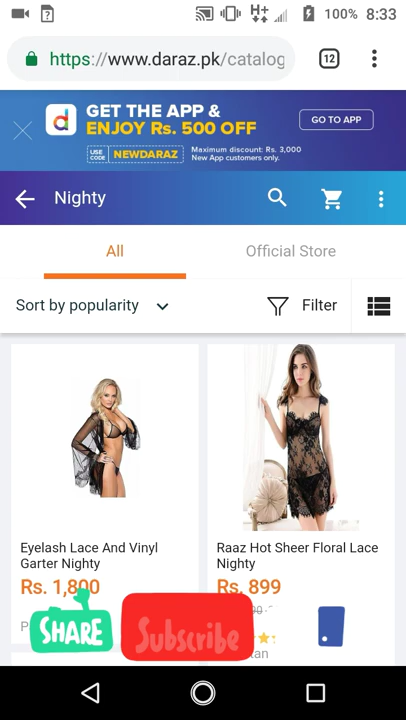 100% 8:33
https://www.daraz.pk/catalog
12
GET THE APP &
ENJOY Rs. 500 OFF
GO TO APP
USE CODE NEWDARAZ
Maximum discount: Rs. 3,000
New App customers only.
Nighty
All
Official Store
Sort by popularity
Filter
Eyelash Lace And Vinyl
Garter Nighty
Rs. 1,800
Raaz Hot Sheer Floral Lace
Nighty
Rs. 899
SHARE
Subscribe